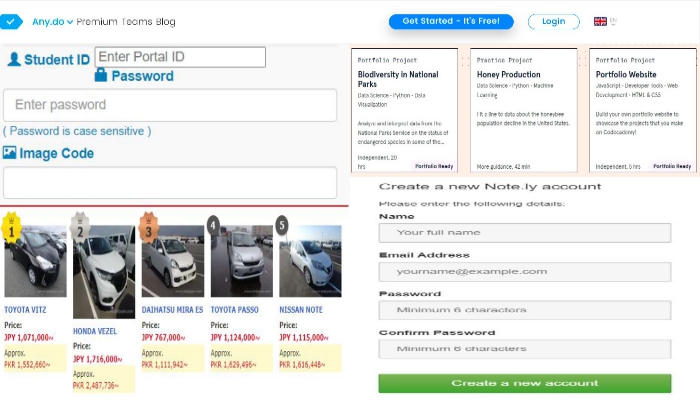 Any.do Premium Teams Blog
Get Started - It's Free!
Login
EN
Student ID
Enter Portal ID
Password
Enter password
( Password is case sensitive )
Image Code
Portfolio Project
Biodiversity in National
Parks
Data Science • Python • Data
Visualization
Analyze and interpret data from the
National Parks Service on the status of
endangered species in some of the...
Independent, 20
hrs
Portfolio Ready
Practice Project
Honey Production
Data Science • Python • Machine
Learning
Fit a line to data about the honeybee
population decline in the United States.
More guidance, 42 min
Portfolio Project
Portfolio Website
JavaScript • Developer Tools • Web
Development • HTML & CSS
Build your own portfolio website to
showcase the projects that you make
on Codecademy!
Independent, 5 hrs
Portfolio Ready
1
TOYOTA VITZ
Price:
JPY 1,071,000~
Approx.
PKR 1,552,660~
2
HONDA VEZEL
Price:
JPY 1,716,000~
Approx.
PKR 2,487,736~
3
DAIHATSU MIRA ES
Price:
JPY 767,000~
Approx.
PKR 1,111,942~
4
TOYOTA PASSO
Price:
JPY 1,124,000~
Approx.
PKR 1,629,496~
5
NISSAN NOTE
Price:
JPY 1,115,000~
Approx.
PKR 1,616,448~
Create a new Note.ly account
Please enter the following details:
Name
Your full name
Email Address
yourname@example.com
Password
Minimum 6 characters
Confirm Password
Minimum 6 characters
Create a new account